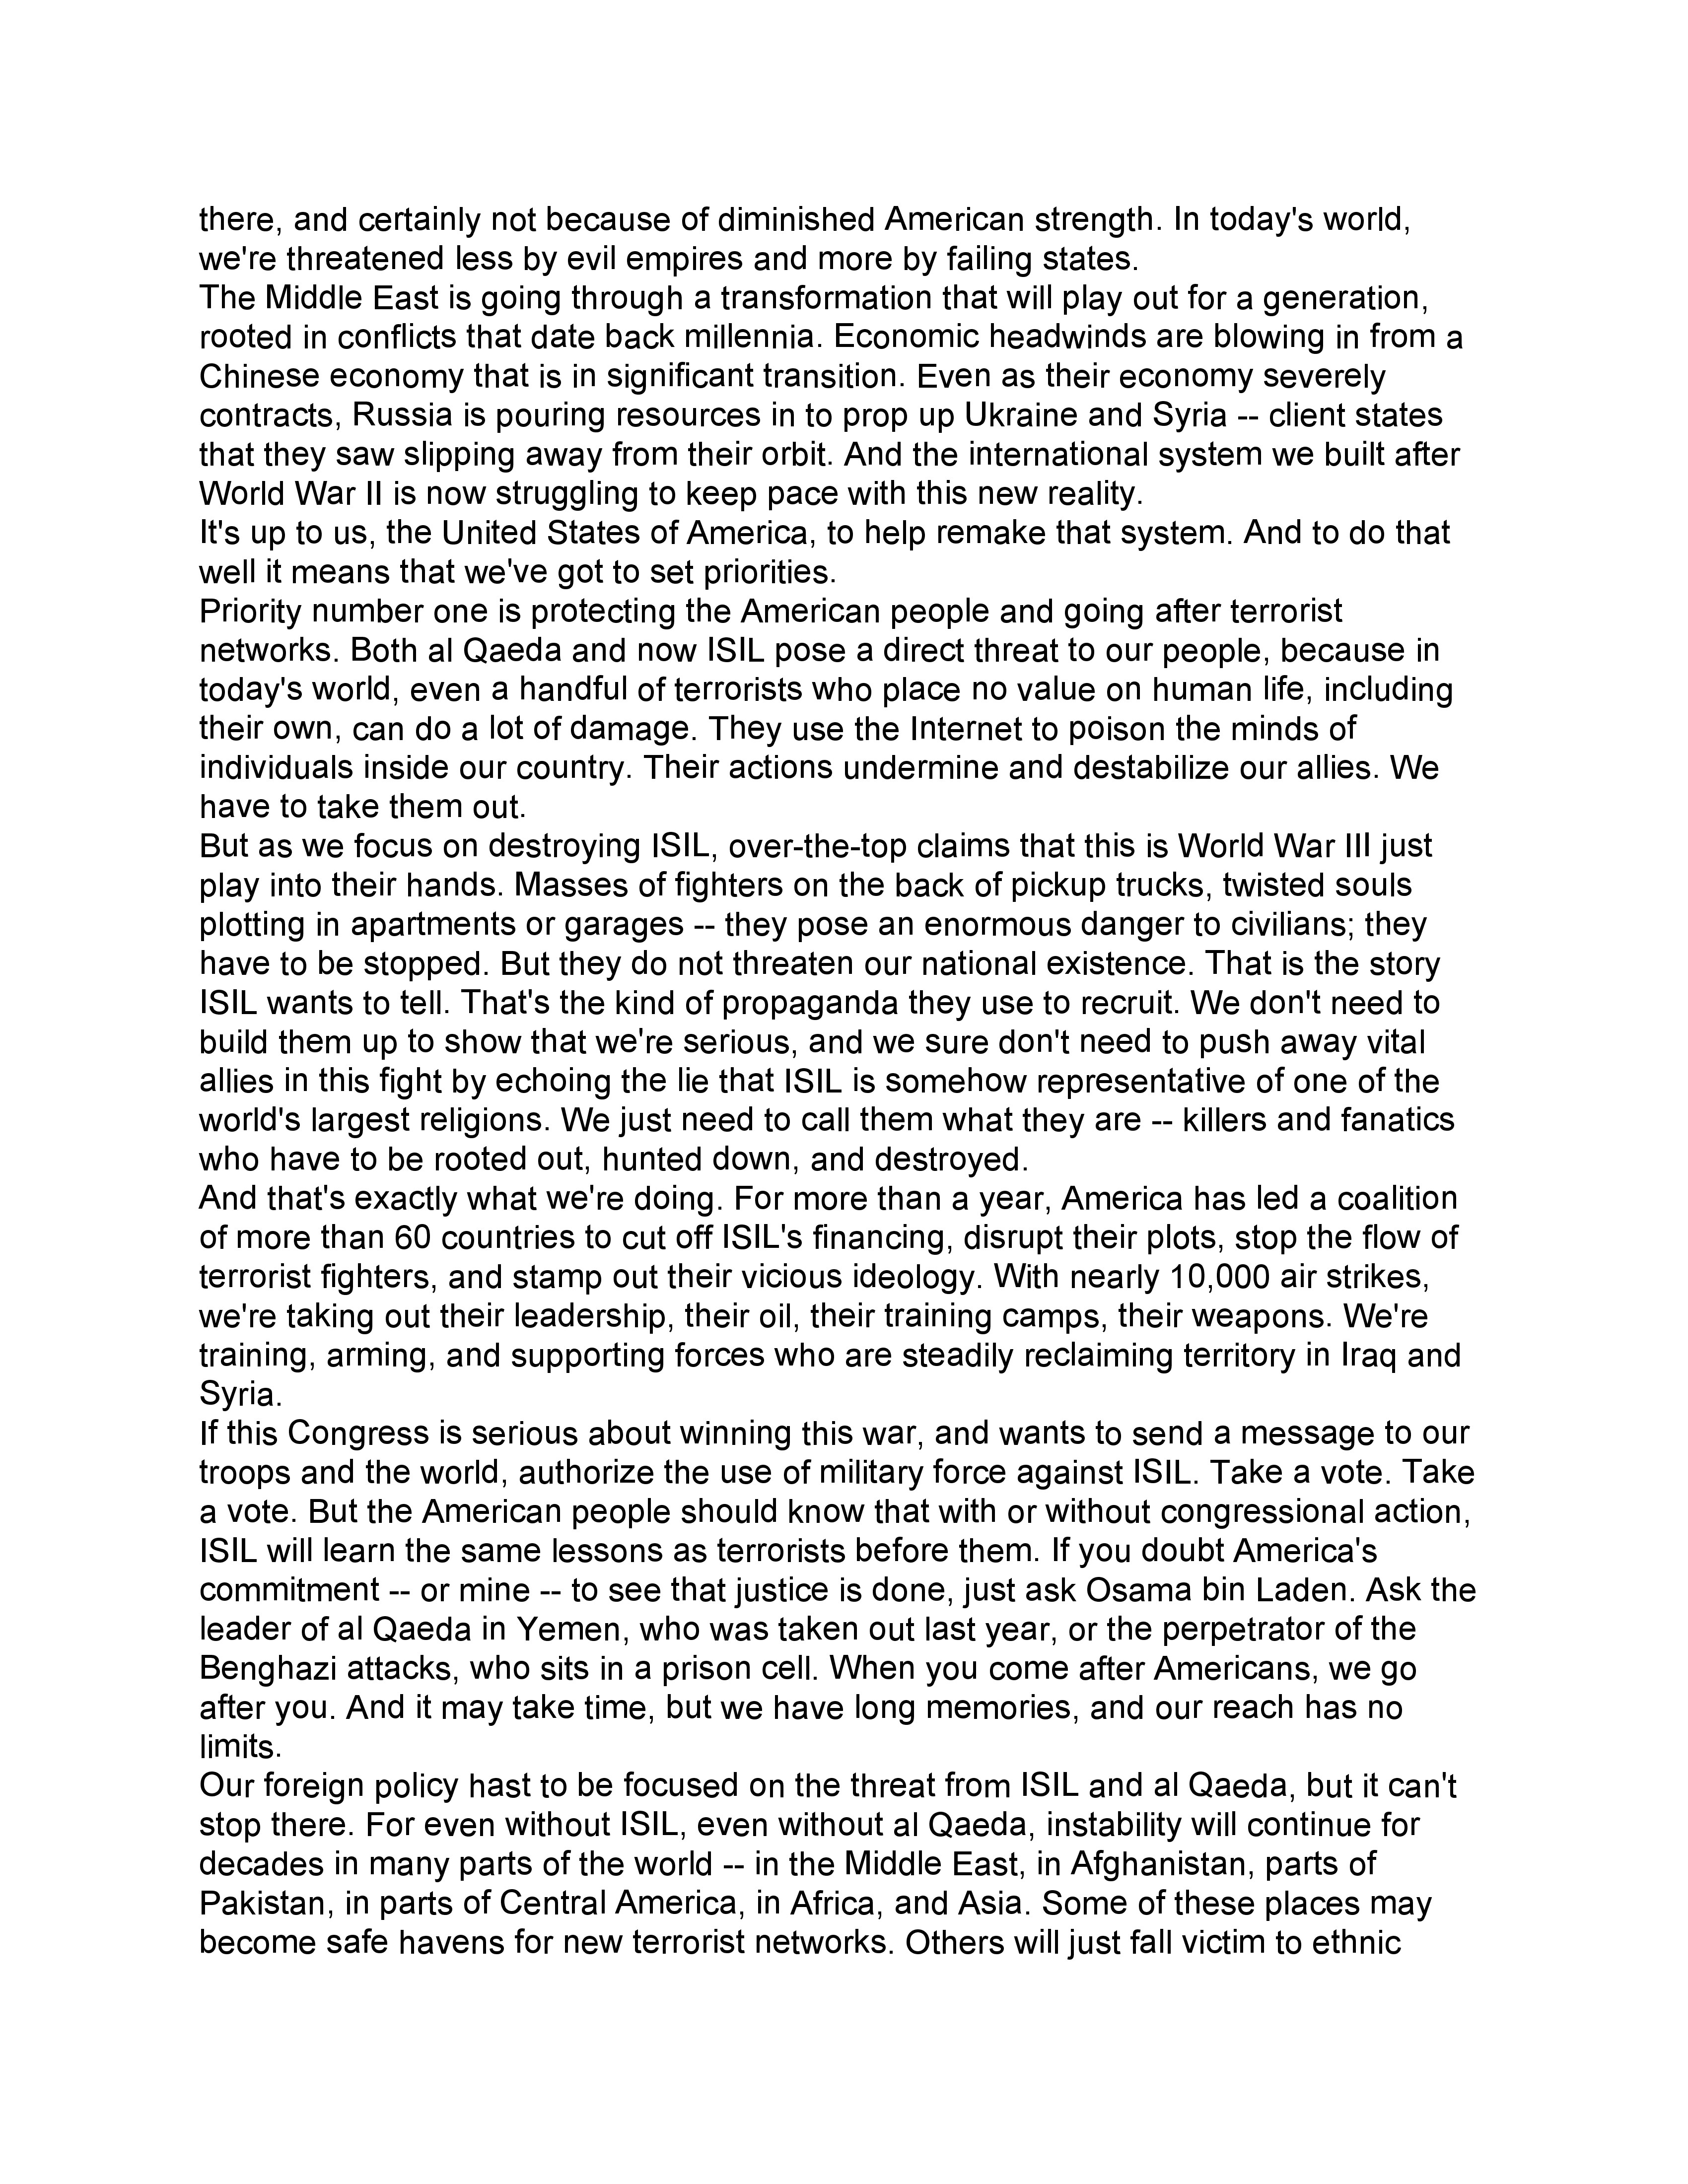 there, and certainly not because of diminished American strength. In today's world,
we're threatened less by evil empires and more by failing states.
The Middle East is going through a transformation that will play out for a generation,
rooted in conflicts that date back millennia. Economic headwinds are blowing in from a
Chinese economy that is in significant transition. Even as their economy severely
contracts, Russia is pouring resources in to prop up Ukraine and Syria -- client states
that they saw slipping away from their orbit. And the international system we built after
World War II is now struggling to keep pace with this new reality.
It's up to us, the United States of America, to help remake that system. And to do that
well it means that we've got to set priorities.
Priority number one is protecting the American people and going after terrorist
networks. Both al Qaeda and now ISIL pose a direct threat to our people, because in
today's world, even a handful of terrorists who place no value on human life, including
their own, can do a lot of damage. They use the Internet to poison the minds of
individuals inside our country. Their actions undermine and destabilize our allies. We
have to take them out.
But as we focus on destroying ISIL, over-the-top claims that this is World War III just
play into their hands. Masses of fighters on the back of pickup trucks, twisted souls
plotting in apartments or garages -- they pose an enormous danger to civilians; they
have to be stopped. But they do not threaten our national existence. That is the story
ISIL wants to tell. That's the kind of propaganda they use to recruit. We don't need to
build them up to show that we're serious, and we sure don't need to push away vital
allies in this fight by echoing the lie that ISIL is somehow representative of one of the
world's largest religions. We just need to call them what they are -- killers and fanatics
who have to be rooted out, hunted down, and destroyed.
And that's exactly what we're doing. For more than a year, America has led a coalition
of more than 60 countries to cut off ISIL's financing, disrupt their plots, stop the flow of
terrorist fighters, and stamp out their vicious ideology. With nearly 10,000 air strikes,
we're taking out their leadership, their oil, their training camps, their weapons. We're
training, arming, and supporting forces who are steadily reclaiming territory in Iraq and
Syria.
If this Congress is serious about winning this war, and wants to send a message to our
troops and the world, authorize the use of military force against ISIL. Take a vote. Take
a vote. But the American people should know that with or without congressional action,
ISIL will learn the same lessons as terrorists before them. If you doubt America's
commitment -- or mine -- to see that justice is done, just ask Osama bin Laden. Ask the
leader of al Qaeda in Yemen, who was taken out last year, or the perpetrator of the
Benghazi attacks, who sits in a prison cell. When you come after Americans, we go
after you. And it may take time, but we have long memories, and our reach has no
limits.
Our foreign policy hast to be focused on the threat from ISIL and al Qaeda, but it can't
stop there. For even without ISIL, even without al Qaeda, instability will continue for
decades in many parts of the world -- in the Middle East, in Afghanistan, parts of
Pakistan, in parts of Central America, in Africa, and Asia. Some of these places may
become safe havens for new terrorist networks. Others will just fall victim to ethnic